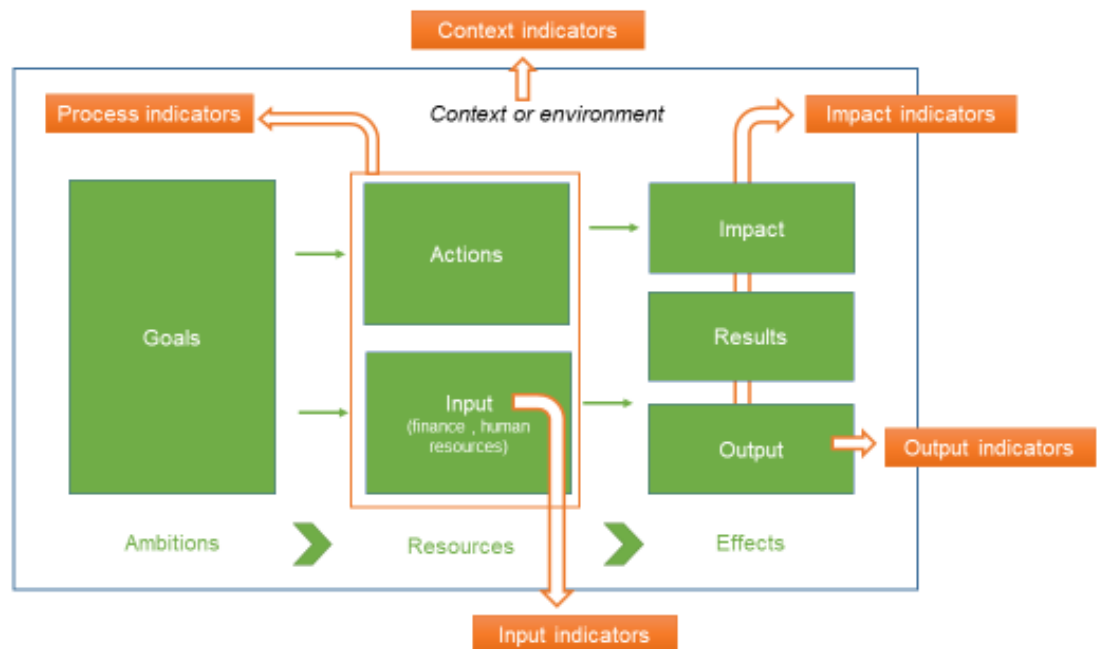 Context indicators
Process indicators
Context or environment
Impact indicators
Goals
Actions
Input
(finance , human
resources)
Impact
Results
Output
Output indicators
Ambitions
Resources
Effects
Input indicators